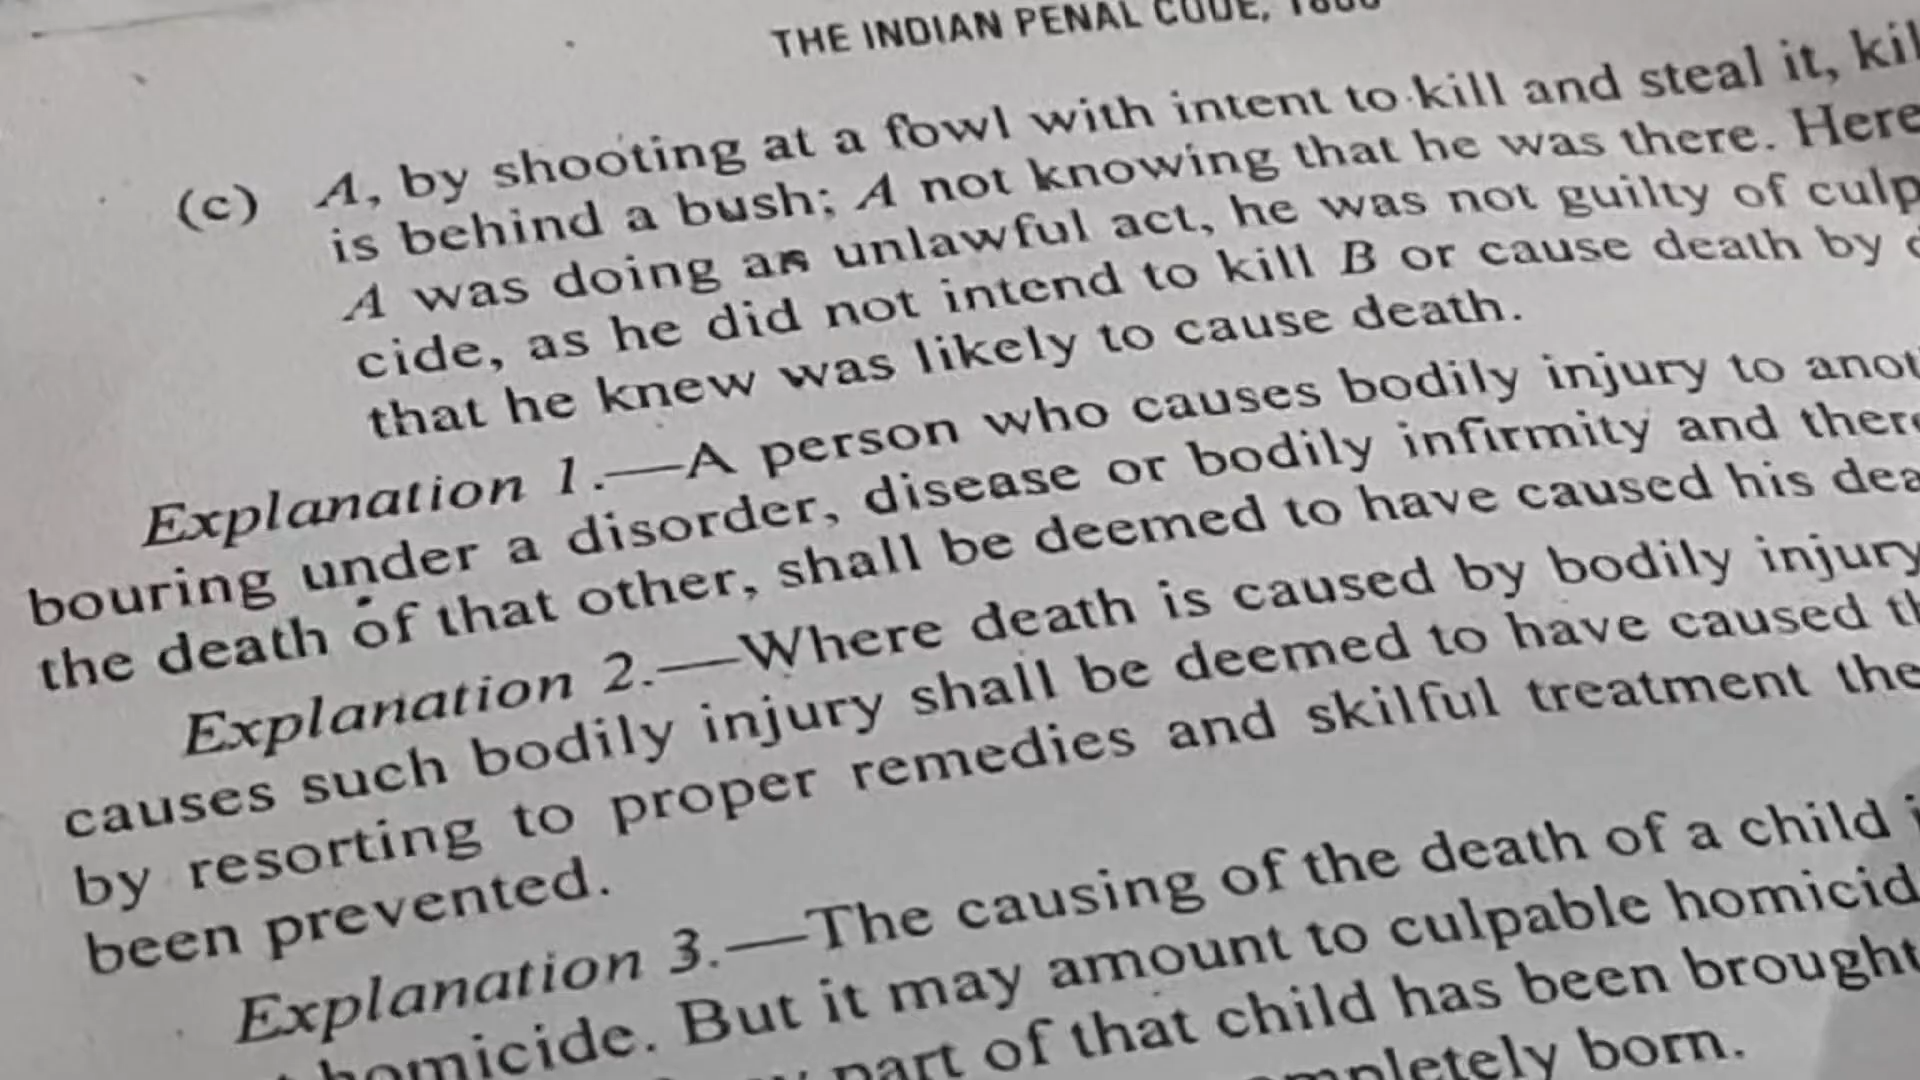 THE INDIAN PENAL CODE, 1860
(c) A, by shooting at a fowl with intent to kill and steal it, kil
is behind a bush; A not knowing that he was there. Here
A was doing an unlawful act, he was not guilty of culp
cide, as he did not intend to kill B or cause death by d
that he knew was likely to cause death.
Explanation 1.—A person who causes bodily injury to anot
bouring under a disorder, disease or bodily infirmity and there
the death of that other, shall be deemed to have caused his dea
Explanation 2.—Where death is caused by bodily injury
causes such bodily injury shall be deemed to have caused th
by resorting to proper remedies and skilful treatment the
been prevented.
Explanation 3.—The causing of the death of a child i
homicide. But it may amount to culpable homicid
part of that child has been brought
mpletely born.